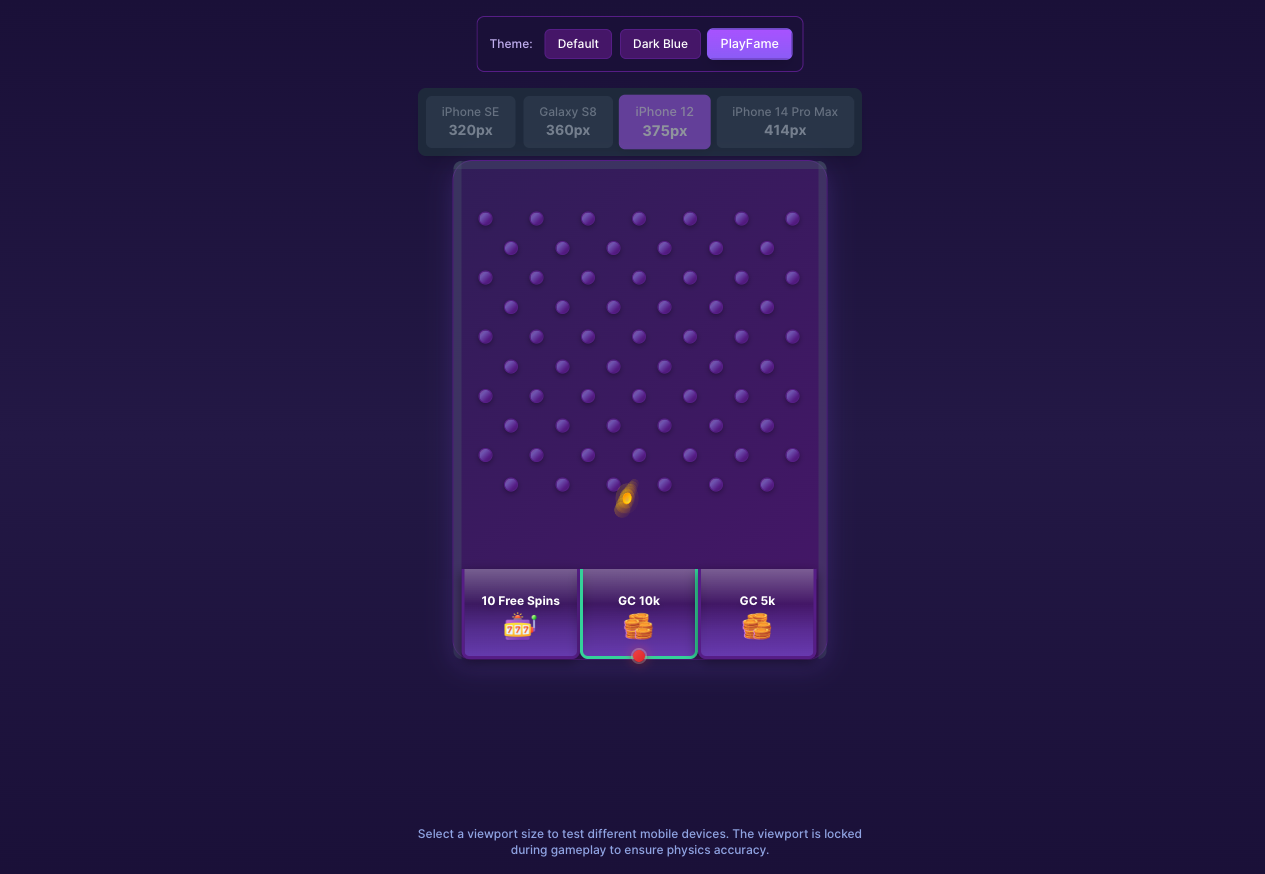 Theme:
Default
Dark Blue
PlayFame
iPhone SE
320px
Galaxy S8
360px
iPhone 12
375px
iPhone 14 Pro Max
414px
10 Free Spins
777
GC 10k
GC 5k
Select a viewport size to test different mobile devices. The viewport is locked
during gameplay to ensure physics accuracy.